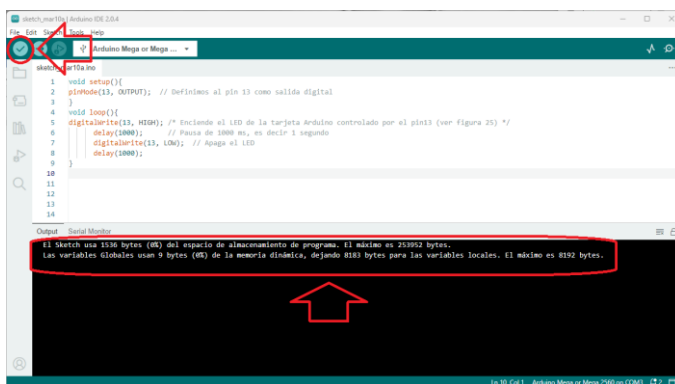 sketch_mar10a | Arduino IDE 2.0.4
File Edit Sketch Tools Help
Arduino Mega or Mega ...
sketch_mar10a.ino
1 void setup(){
2 pinMode(13, OUTPUT); // Definimos al pin 13 como salida digital
3 }
4 void loop(){
5 digitalWrite(13, HIGH); /* Enciende el LED de la tarjeta Arduino controlado por el pin13 (ver figura 25) */
6 delay(1000); // Pausa de 1000 ms, es decir 1 segundo
7 digitalWrite(13, LOW); // Apaga el LED
8 delay(1000);
9 }
10
11
12
13
14
Output Serial Monitor
El Sketch usa 1536 bytes (0%) del espacio de almacenamiento de programa. El máximo es 253952 bytes.
Las variables Globales usan 9 bytes (0%) de la memoria dinámica, dejando 8183 bytes para las variables locales. El máximo es 8192 bytes.
Ln 10, Col 1 Arduino Mega or Mega 2560 on COM3 2